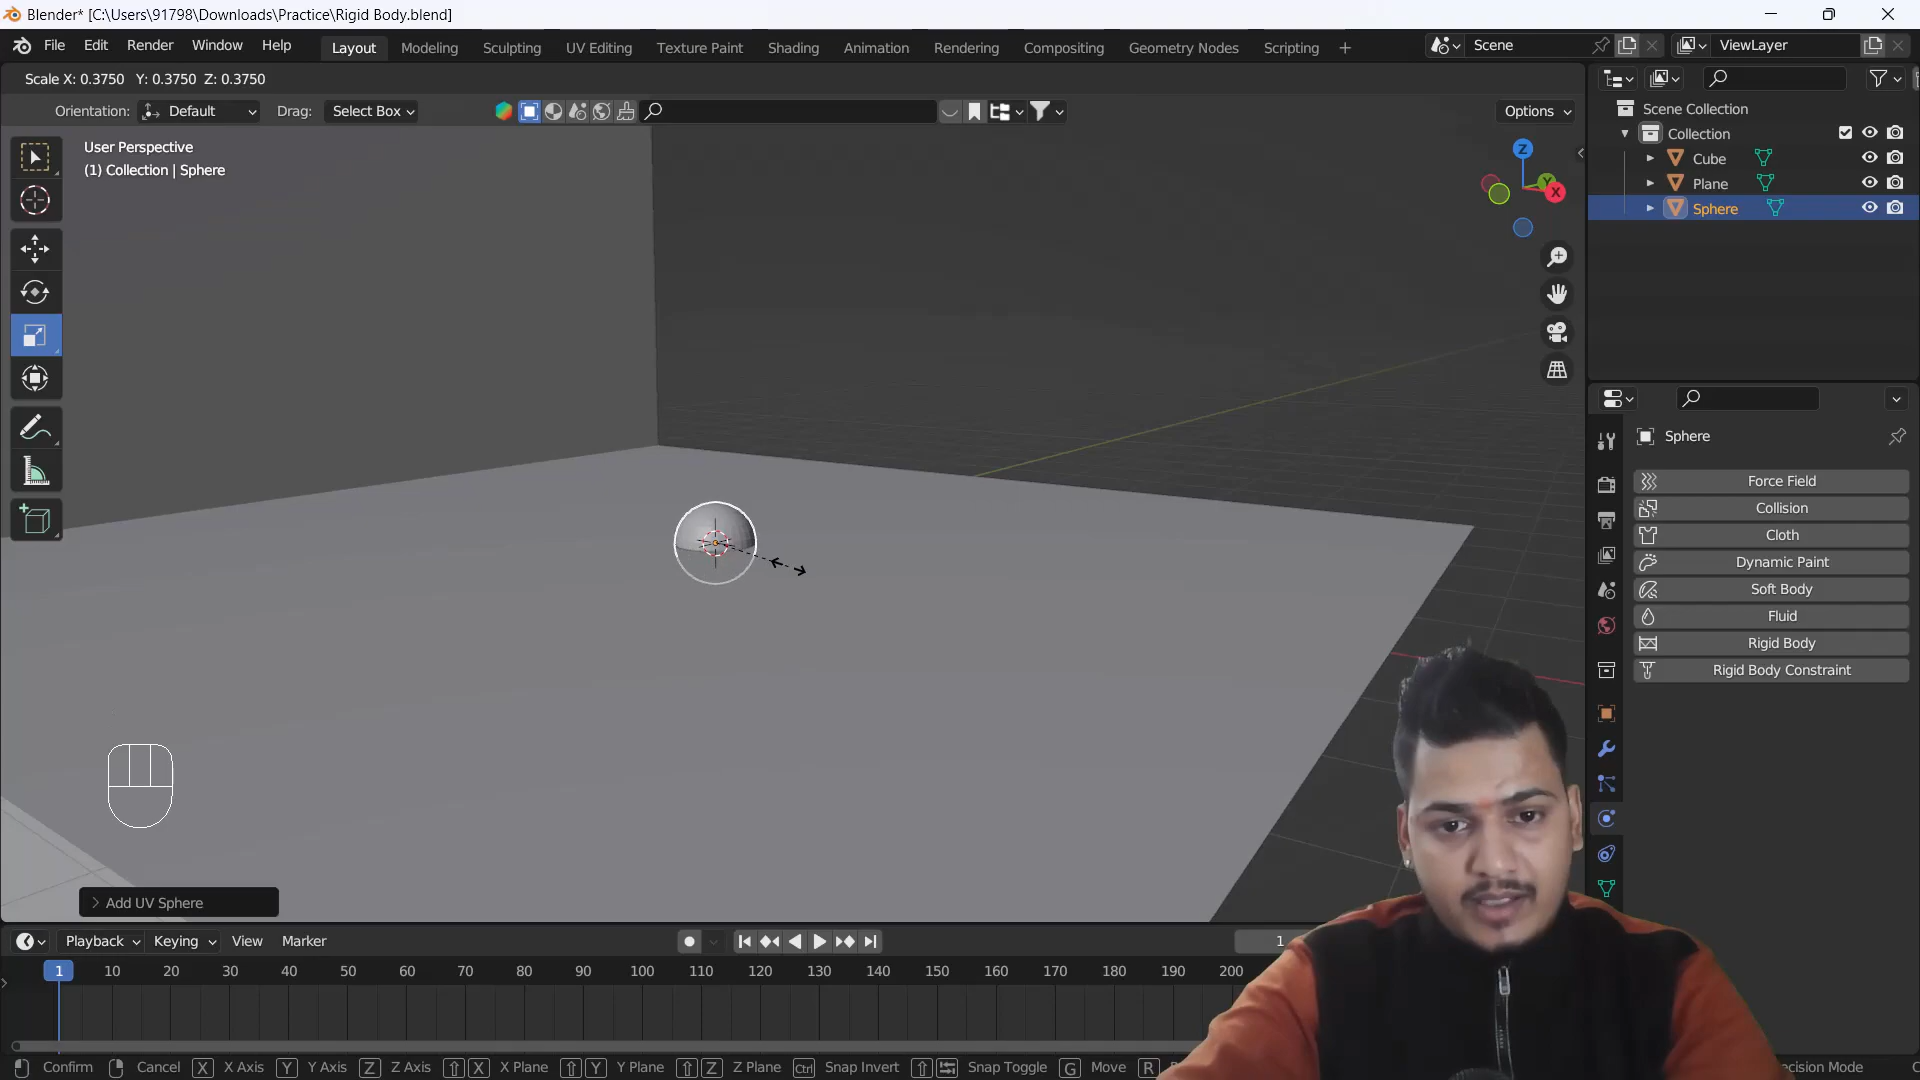 Blender* [C:\Users\91798\Downloads\Practice\Rigid Body.blend]
File Edit Render Window Help Layout Modeling Sculpting UV Editing Texture Paint Shading Animation Rendering Compositing Geometry Nodes Scripting + Scene ViewLayer
Scale X: 0.3750 Y: 0.3750 Z: 0.3750
Orientation: Default Drag: Select Box Options
User Perspective
(1) Collection | Sphere
Z
Y
X
Scene Collection
Collection
Cube
Plane
Sphere
Sphere
Force Field
Collision
Cloth
Dynamic Paint
Soft Body
Fluid
Rigid Body
Rigid Body Constraint
Add UV Sphere
Playback Keying View Marker 1
1 10 20 30 40 50 60 70 80 90 100 110 120 130 140 150 160 170 180 190 200
Confirm Cancel X X Axis Y Y Axis Z Z Axis X X Plane Y Y Plane Z Z Plane Ctrl Snap Invert Snap Toggle G Move R